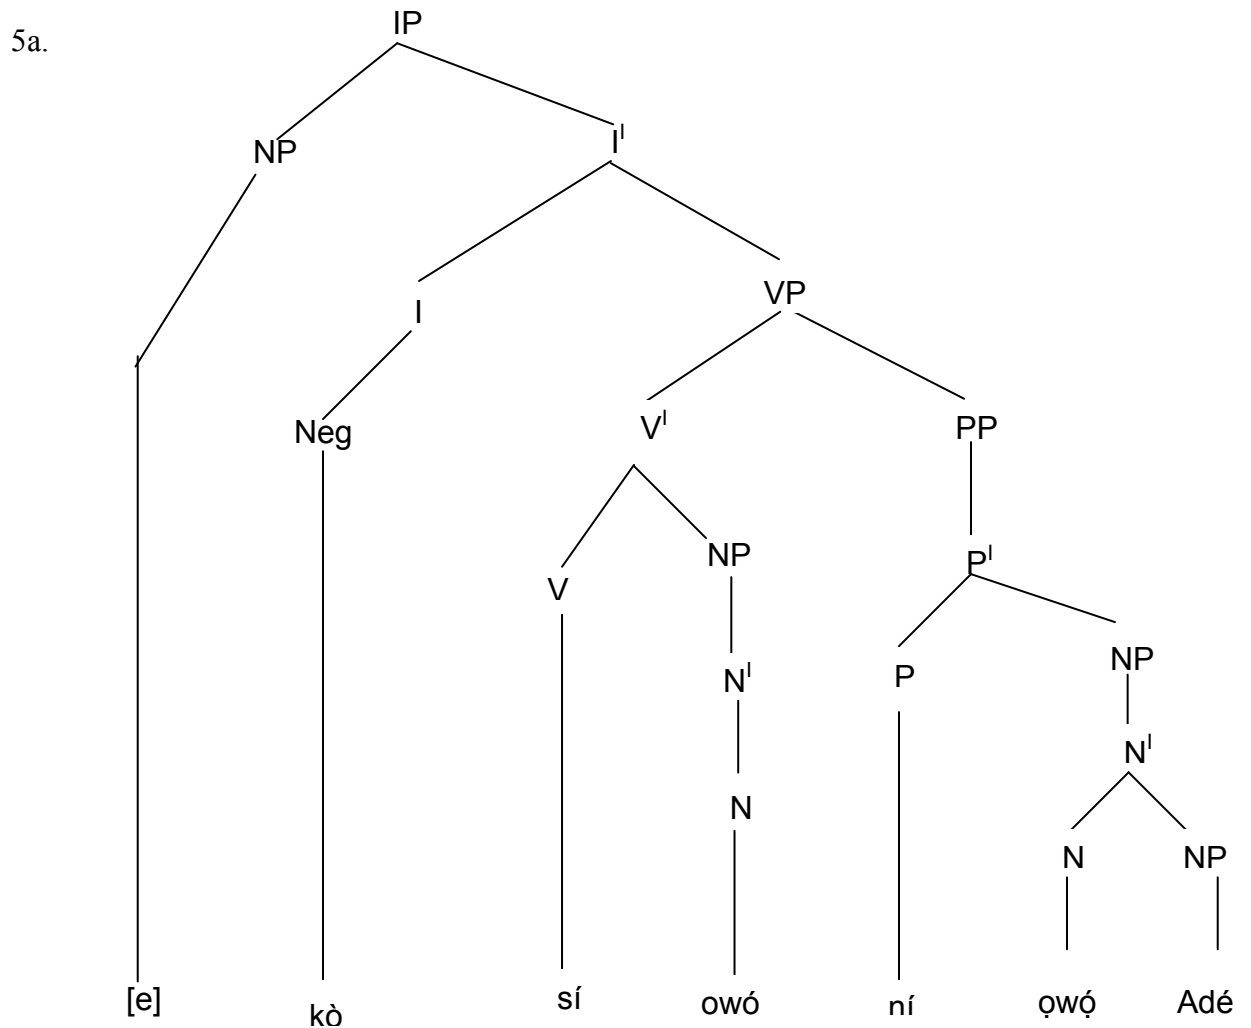 5a.
IP
NP I^I
I VP
Neg V^I PP
V NP P^I
N^I P NP
N N^I
N NP
[e] kò sí owó ní ọwọ́ Adé